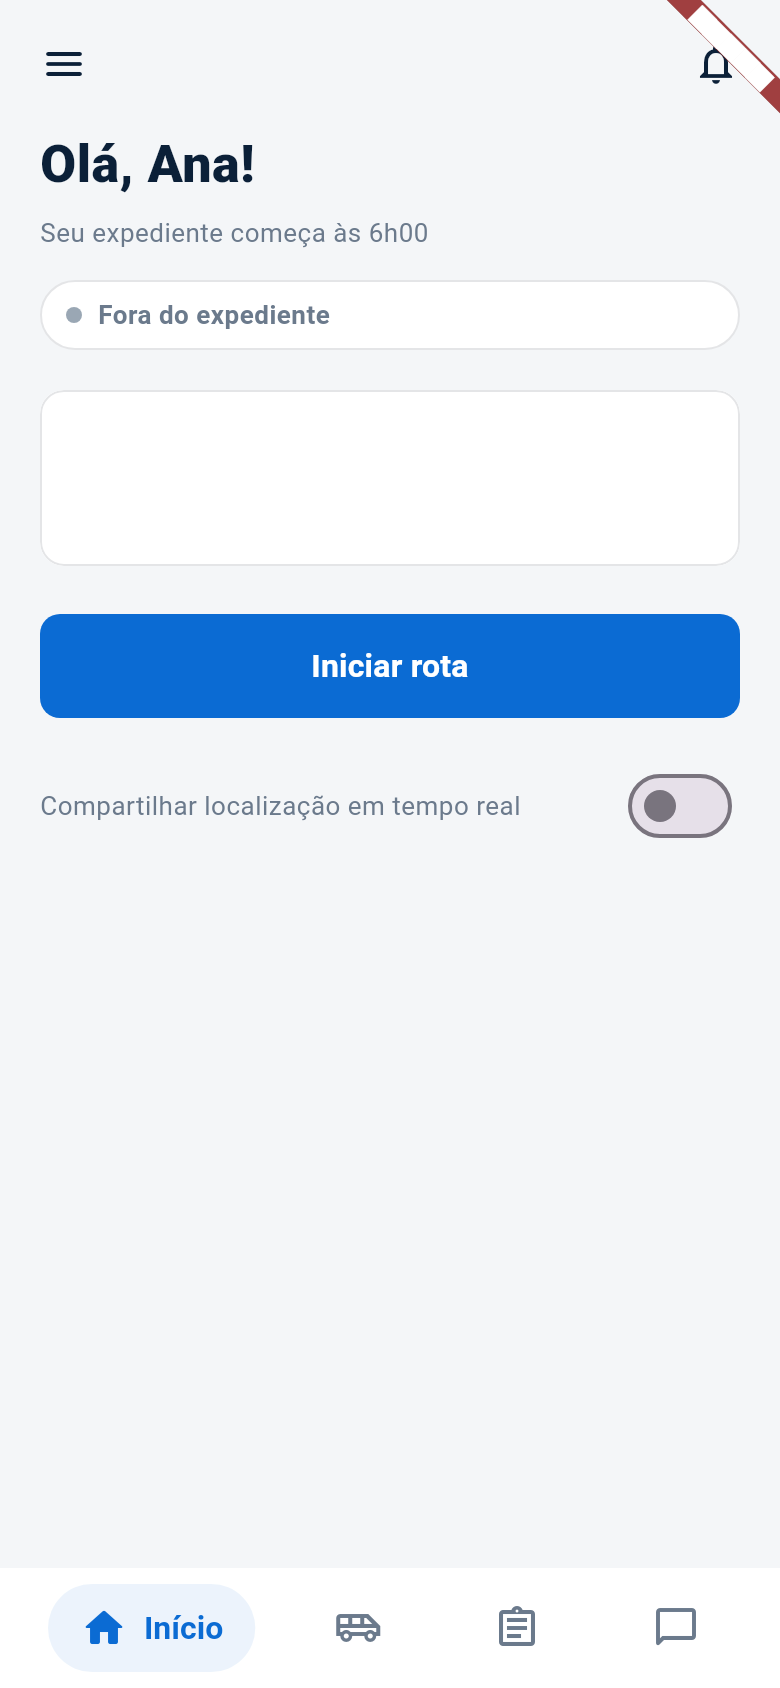 Olá, Ana!
Seu expediente começa às 6h00
Fora do expediente
Iniciar rota
Compartilhar localização em tempo real
Início